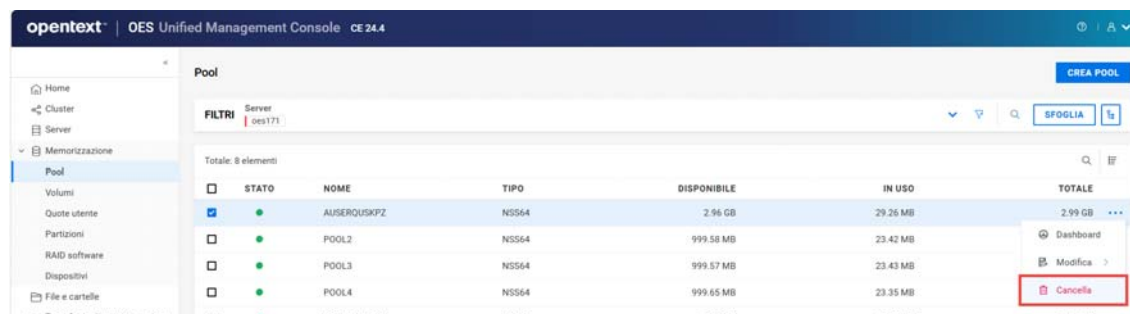 opentext™ | OES Unified Management Console CE 24.4
Home
Cluster
Server
Memorizzazione
Pool
Volumi
Quote utente
Partizioni
RAID software
Dispositivi
File e cartelle
Pool
CREA POOL
FILTRI Server
oes171
SFOGLIA
Totale: 8 elementi
STATO NOME TIPO DISPONIBILE IN USO TOTALE
AUSERQUSKPZ NSS64 2.96 GB 29.26 MB 2.99 GB
POOL2 NSS64 999.58 MB 23.42 MB
POOL3 NSS64 999.57 MB 23.43 MB
POOL4 NSS64 999.65 MB 23.35 MB
Dashboard
Modifica
Cancella